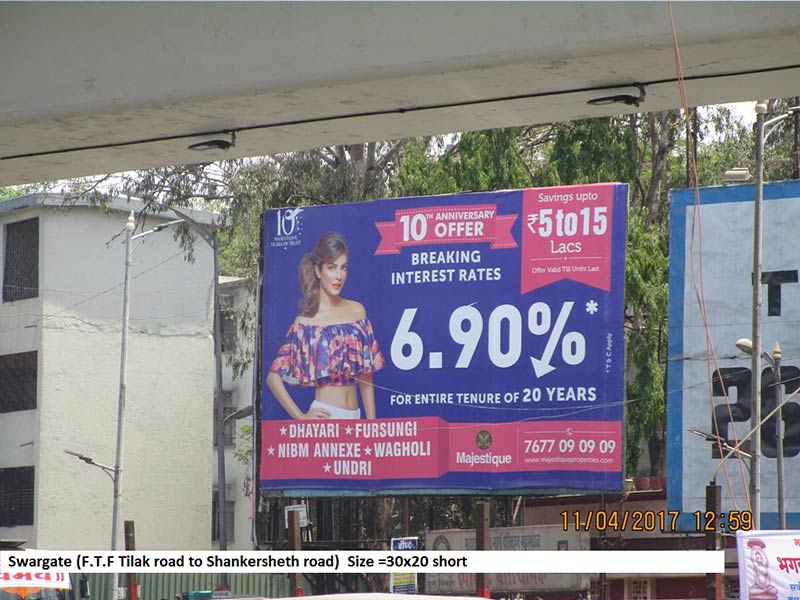 10
MAJESTIQUE
YEARS OF TRUST
10TH ANNIVERSARY
OFFER
BREAKING
INTEREST RATES
6.90%*
FOR ENTIRE TENURE OF 20 YEARS
*T & C Apply
Savings upto
₹5to15
Lacs
Offer Valid Till Units Last
★DHAYARI ★FURSUNGI
★NIBM ANNEXE ★WAGHOLI
★UNDRI
Majestique
7677 09 09 09
www.majestiqueproperties.com
11/04/2017 12:59
Swargate (F.T.F Tilak road to Shankersheth road) Size =30x20 short